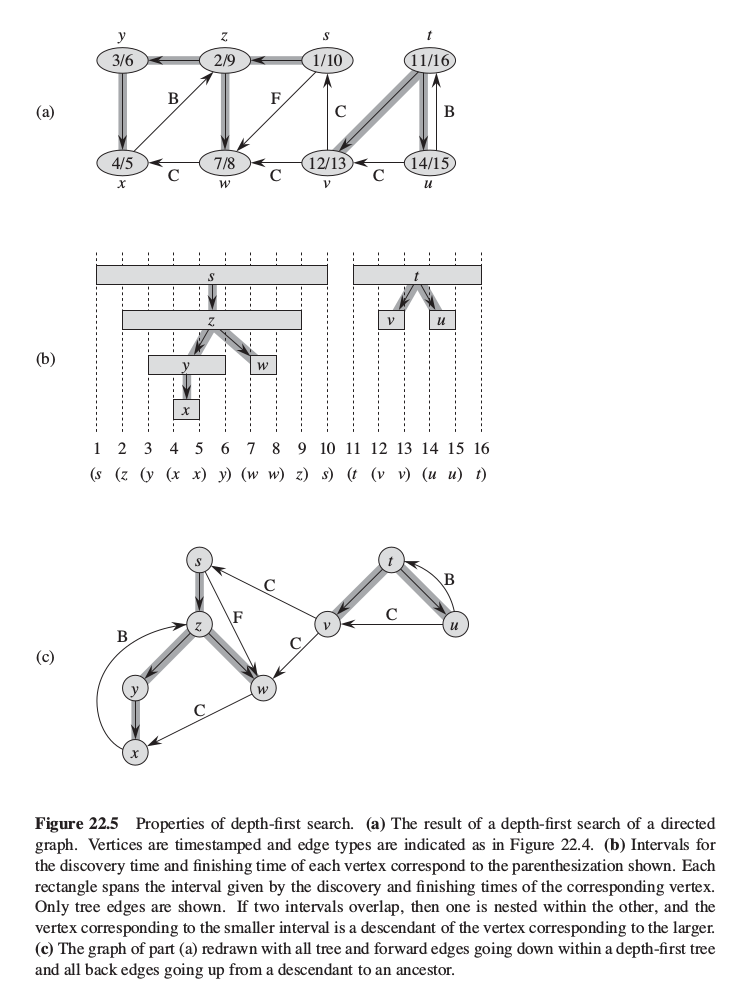 y z s t
3/6 2/9 1/10 11/16
B F C B
(a)
4/5 7/8 12/13 14/15
C C C
x w v u
s t
z v u
(b)
y w
x
1 2 3 4 5 6 7 8 9 10 11 12 13 14 15 16
(s (z (y (x x) y) (w w) z) s) (t (v v) (u u) t)
s t
C B
z F v C u
B C
(c)
y w
C
x
Figure 22.5 Properties of depth-first search. (a) The result of a depth-first search of a directed
graph. Vertices are timestamped and edge types are indicated as in Figure 22.4. (b) Intervals for
the discovery time and finishing time of each vertex correspond to the parenthesization shown. Each
rectangle spans the interval given by the discovery and finishing times of the corresponding vertex.
Only tree edges are shown. If two intervals overlap, then one is nested within the other, and the
vertex corresponding to the smaller interval is a descendant of the vertex corresponding to the larger.
(c) The graph of part (a) redrawn with all tree and forward edges going down within a depth-first tree
and all back edges going up from a descendant to an ancestor.